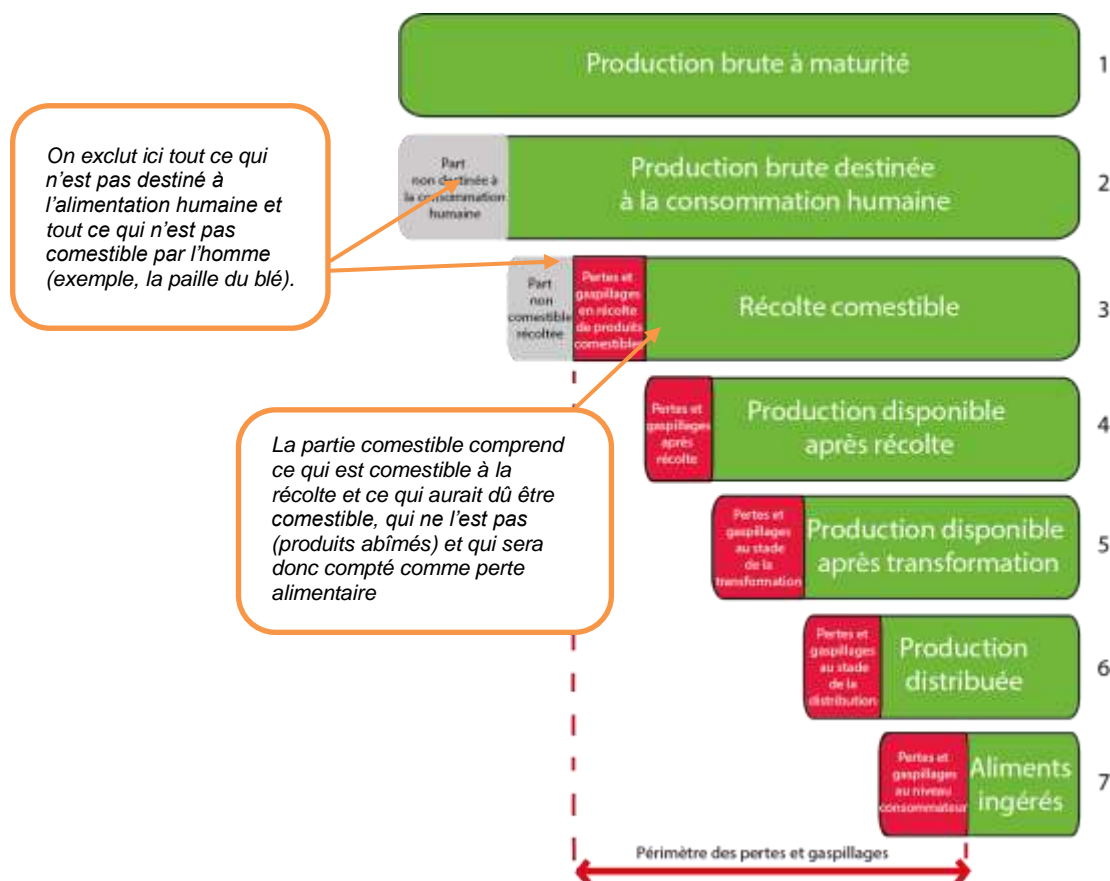 Production brute à maturité
1
On exclut ici tout ce qui
n'est pas destiné à
l'alimentation humaine et
tout ce qui n'est pas
comestible par l'homme
(exemple, la paille du blé).
Part
non destinée à
la consommation
humaine
Production brute destinée
à la consommation humaine
2
Part
non
comestible
récoltée
Pertes et
gaspillages
en récolte
de produits
comestibles
Récolte comestible
3
La partie comestible comprend
ce qui est comestible à la
récolte et ce qui aurait dû être
comestible, qui ne l'est pas
(produits abîmés) et qui sera
donc compté comme perte
alimentaire
Pertes et
gaspillages
après
récolte
Production disponible
après récolte
4
Pertes et
gaspillages
au stade
de la
transformation
Production disponible
après transformation
5
Pertes et
gaspillages
au stade
de la
distribution
Production
distribuée
6
Pertes et
gaspillages
au niveau
consommateur
Aliments
ingérés
7
Périmètre des pertes et gaspillages